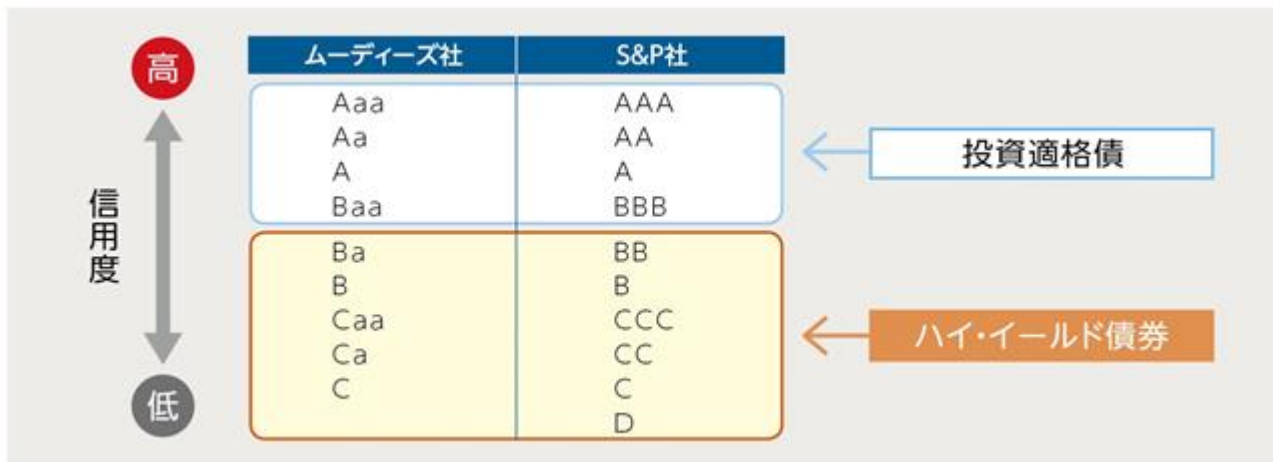 高
信用度
低
ムーディーズ社 S&P社
Aaa AAA
Aa AA
A A
Baa BBB
Ba BB
B B
Caa CCC
Ca CC
C C
D
投資適格債
ハイ・イールド債券